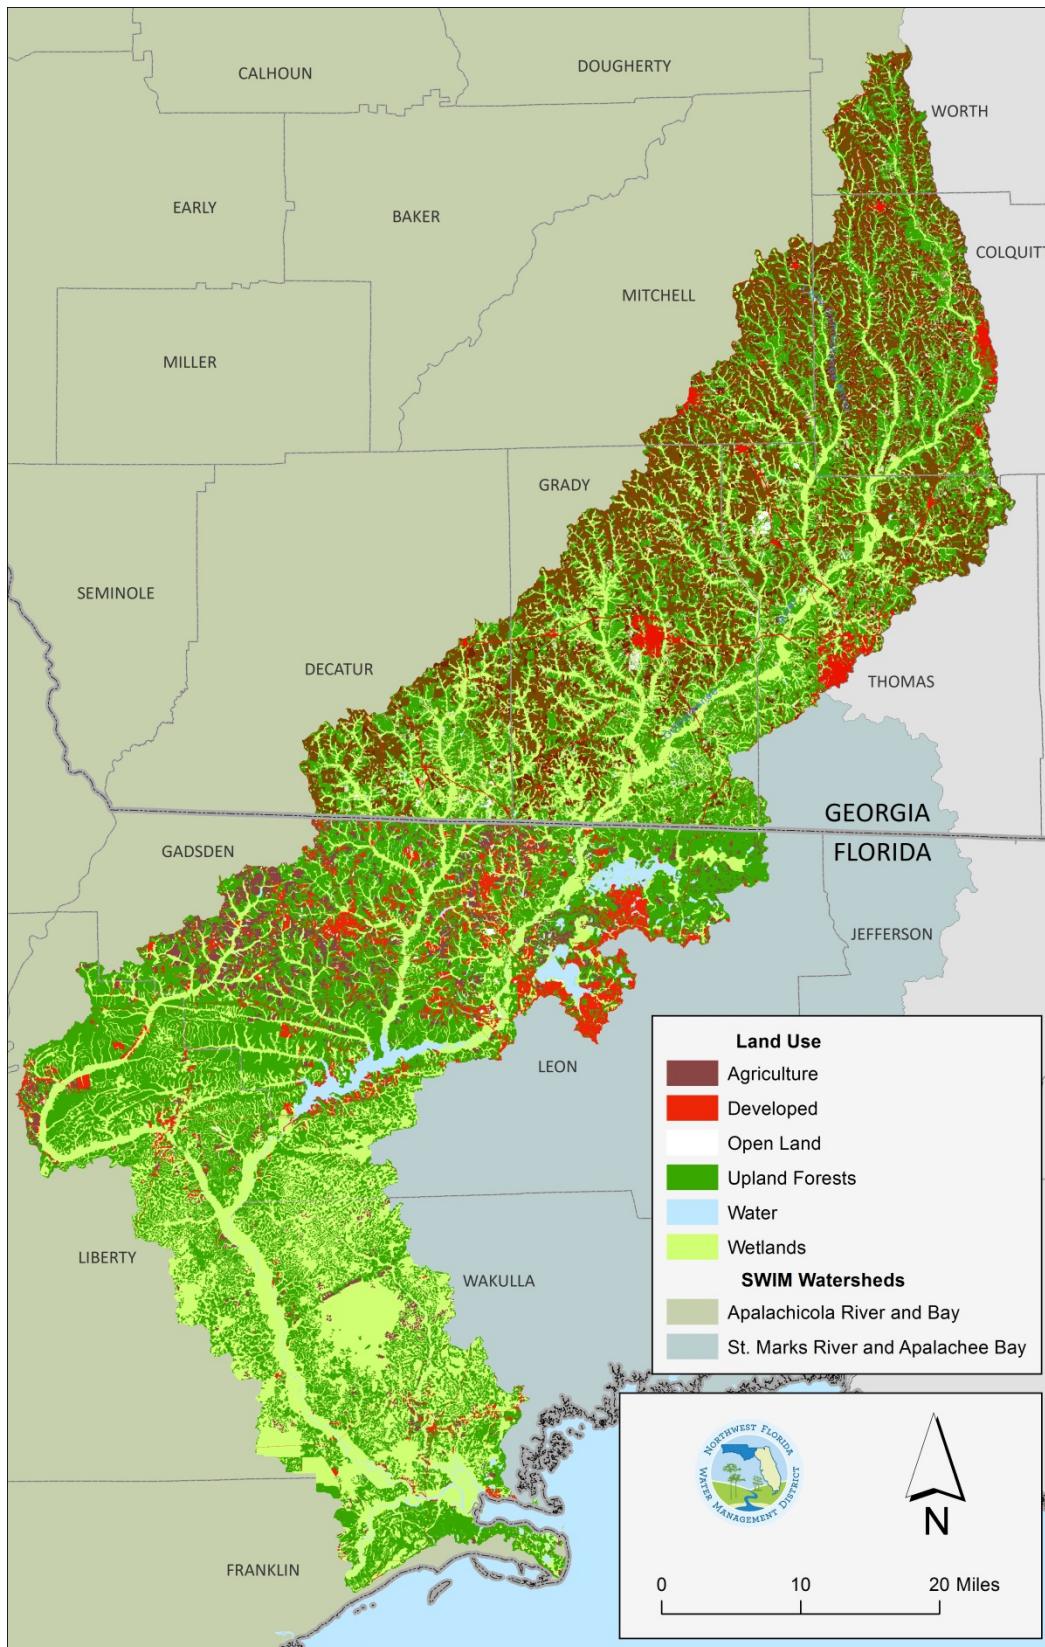 CALHOUN
DOUGHERTY
WORTH
EARLY
BAKER
COLQUITT
MITCHELL
MILLER
GRADY
SEMINOLE
DECATUR
THOMAS
GEORGIA
FLORIDA
GADSDEN
JEFFERSON
LEON
LIBERTY
WAKULLA
FRANKLIN
Land Use
Agriculture
Developed
Open Land
Upland Forests
Water
Wetlands
SWIM Watersheds
Apalachicola River and Bay
St. Marks River and Apalachee Bay
NORTHWEST FLORIDA
WATER MANAGEMENT DISTRICT
N
0 10 20 Miles